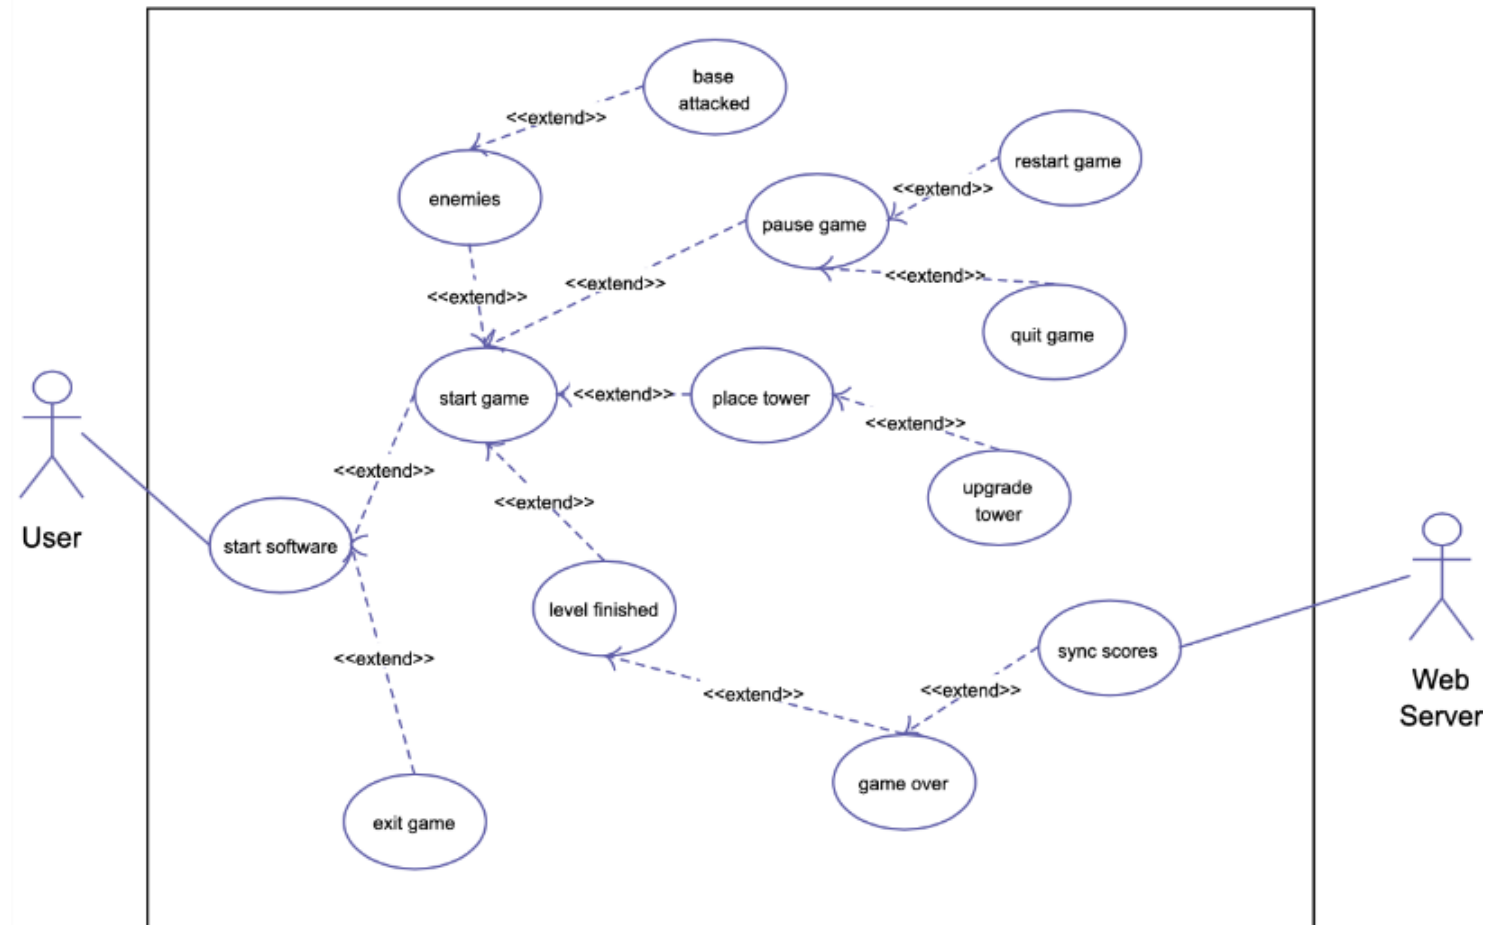 base
attacked
<<extend>>
restart game
<<extend>>
enemies
pause game
<<extend>>
<<extend>>
<<extend>>
quit game
start game
<<extend>>
place tower
<<extend>>
<<extend>>
upgrade
tower
<<extend>>
User
start software
level finished
sync scores
<<extend>>
<<extend>>
<<extend>>
Web
Server
game over
exit game